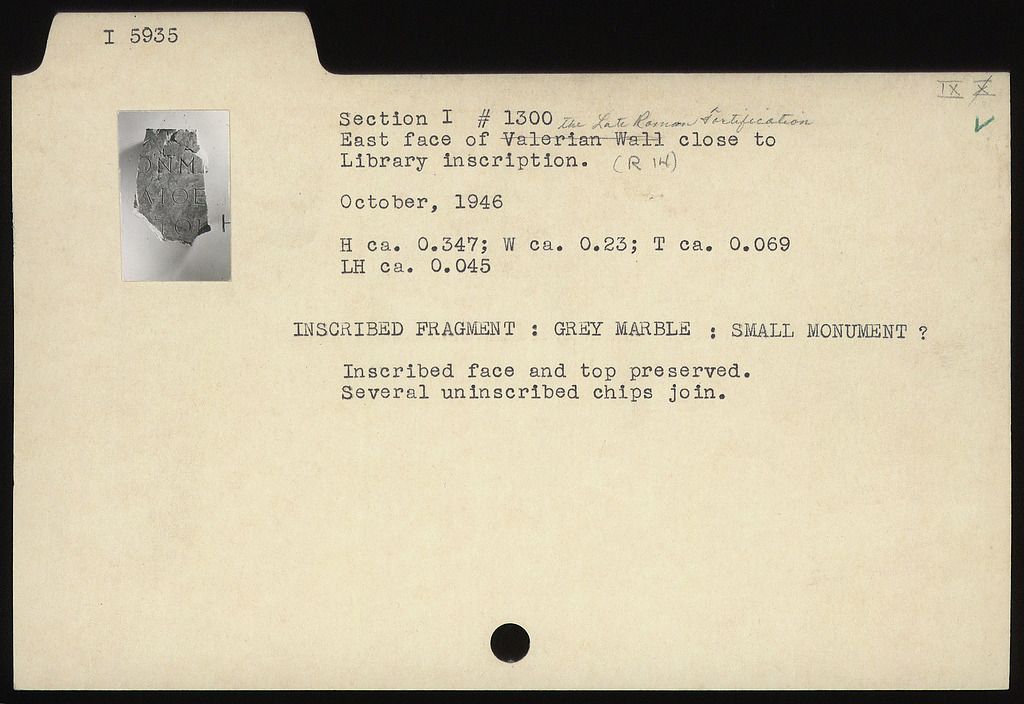 I 5935
IX X
Section I # 1300 the Late Roman Fortification
East face of Valerian Wall close to
Library inscription. (R 14)
October, 1946
H ca. 0.347; W ca. 0.23; T ca. 0.069
LH ca. 0.045
INSCRIBED FRAGMENT : GREY MARBLE : SMALL MONUMENT ?
Inscribed face and top preserved.
Several uninscribed chips join.